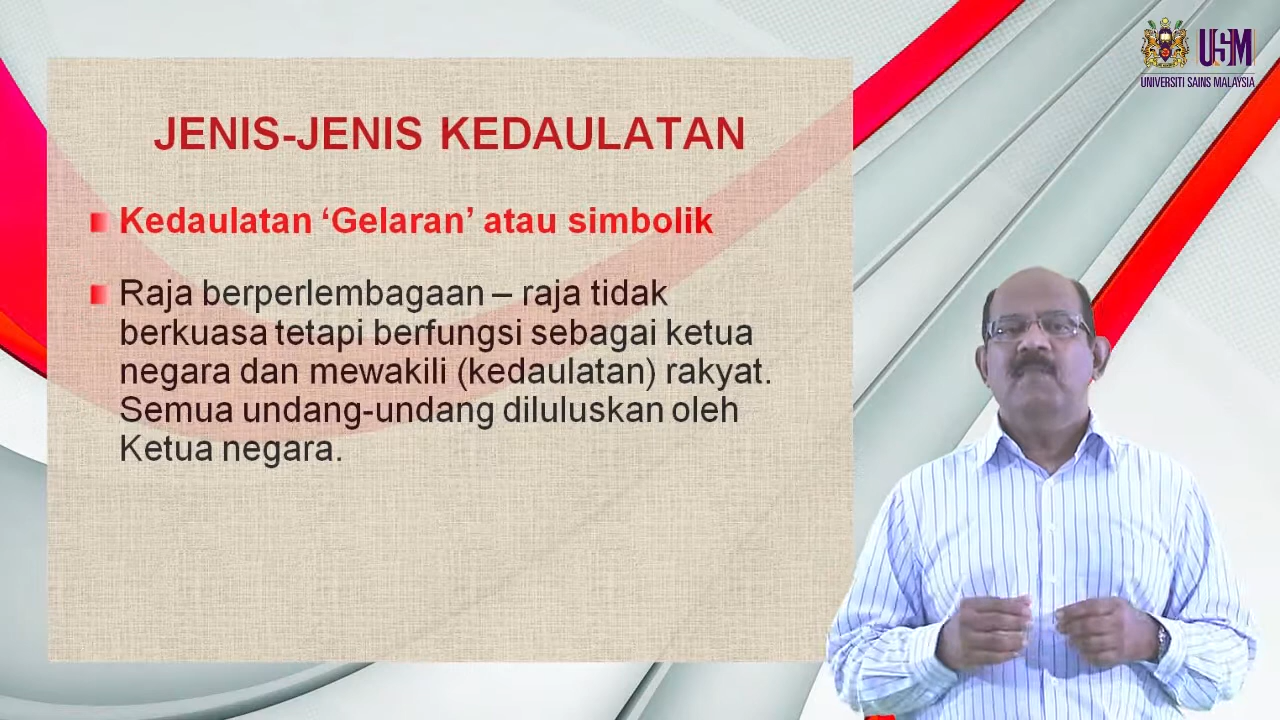 USM
UNIVERSITI SAINS MALAYSIA
JENIS-JENIS KEDAULATAN
Kedaulatan ‘Gelaran’ atau simbolik
Raja berperlembagaan – raja tidak
berkuasa tetapi berfungsi sebagai ketua
negara dan mewakili (kedaulatan) rakyat.
Semua undang-undang diluluskan oleh
Ketua negara.